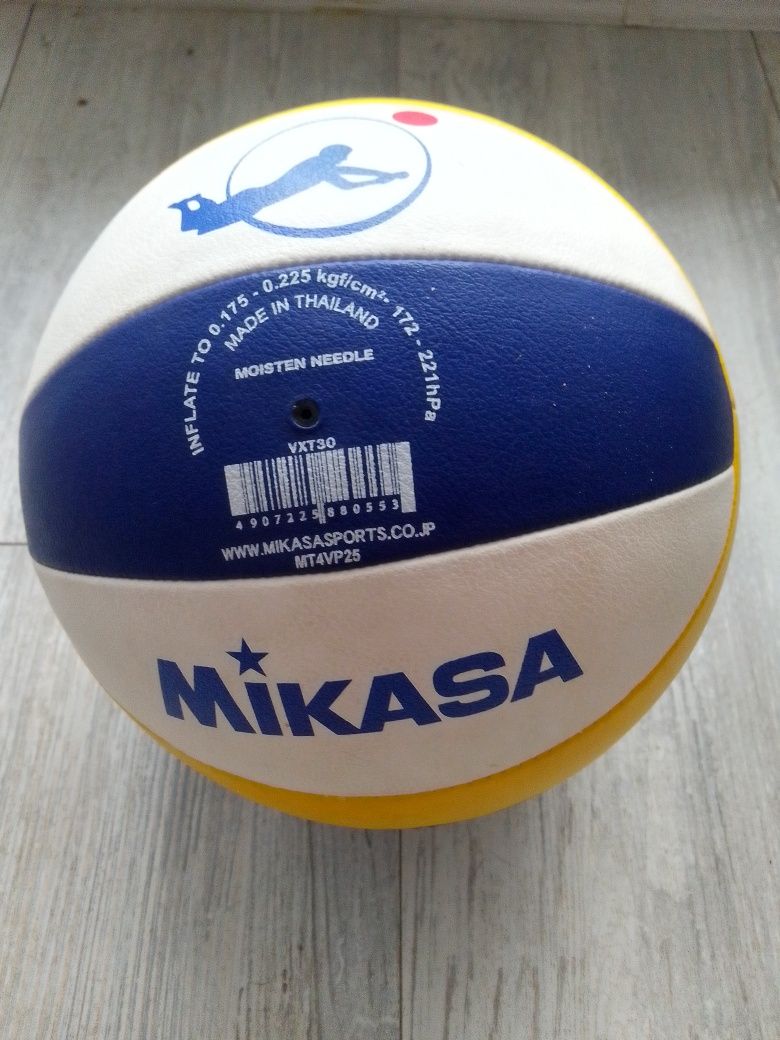 INFLATE TO 0.175 - 0.225 kgf/cm²- 172 - 221hPa
MADE IN THAILAND
MOISTEN NEEDLE
VXT30
4907225880553
WWW.MIKASASPORTS.CO.JP
MT4VP25
MiKASA